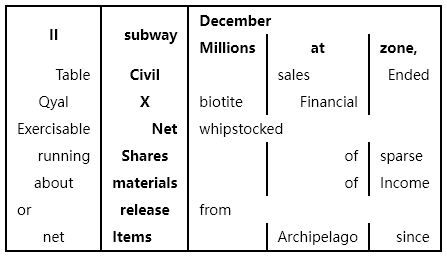 II subway December
Millions at zone,
Table Civil sales Ended
Qyal X biotite Financial
Exercisable Net whipstocked
running Shares of sparse
about materials of Income
or release from
net Items Archipelago since